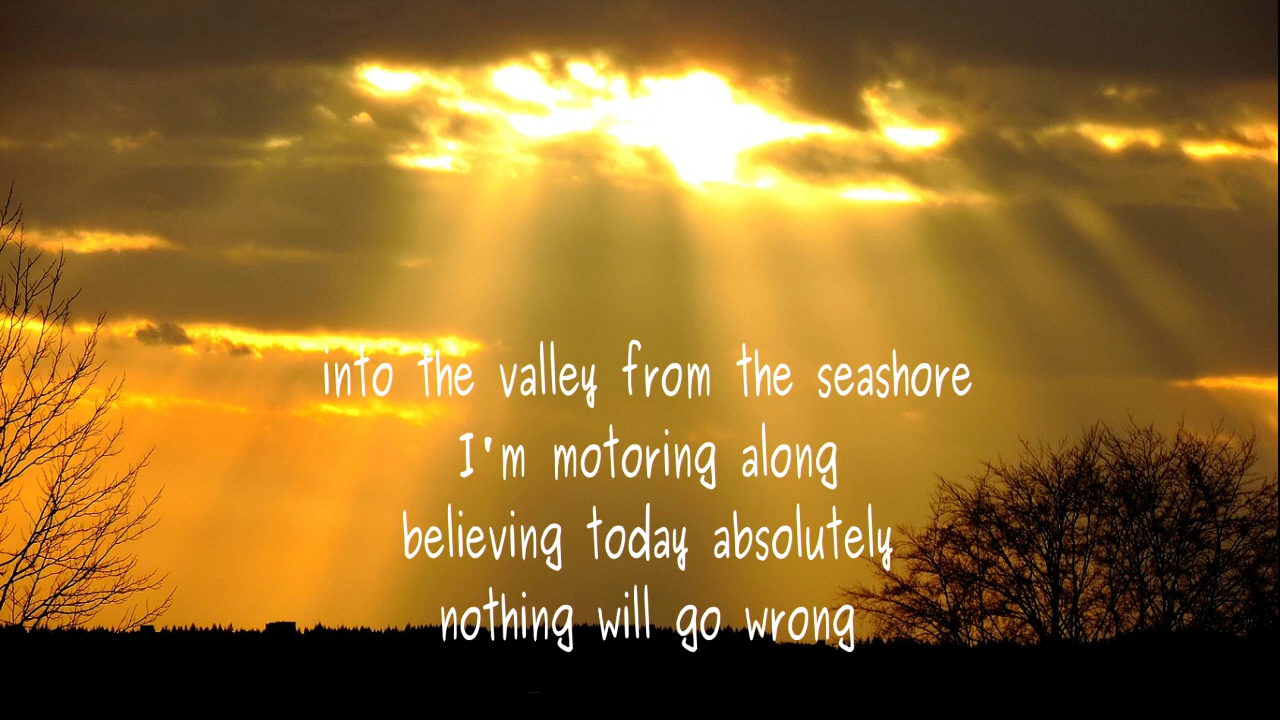 into the valley from the seashore
I'm motoring along
believing today absolutely
nothing will go wrong